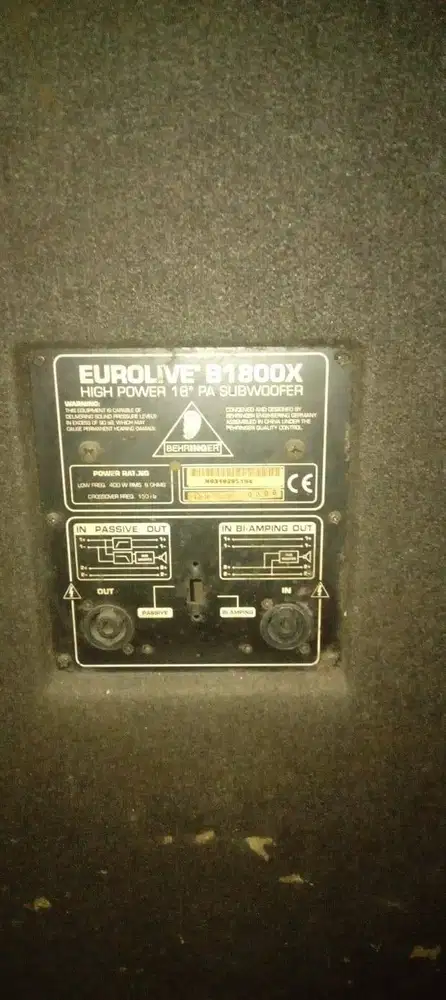 EUROLIVE® B1800X
HIGH POWER 18" PA SUBWOOFER
WARNING:
THIS EQUIPMENT IS CAPABLE OF
DELIVERING SOUND PRESSURE LEVELS
IN EXCESS OF 90 dB, WHICH MAY
CAUSE PERMANENT HEARING DAMAGE.
CONCEIVED AND DESIGNED BY
BEHRINGER ENGINEERING GERMANY.
ASSEMBLED IN CHINA UNDER THE
BEHRINGER QUALITY CONTROL.
BEHRINGER
POWER RATING
LOW FREQ. 400 W RMS 8 OHMS
CROSSOVER FREQ. 150 Hz
CE
IN PASSIVE OUT
IN BI-AMPING OUT
OUT
IN
PASSIVE
BI-AMPING